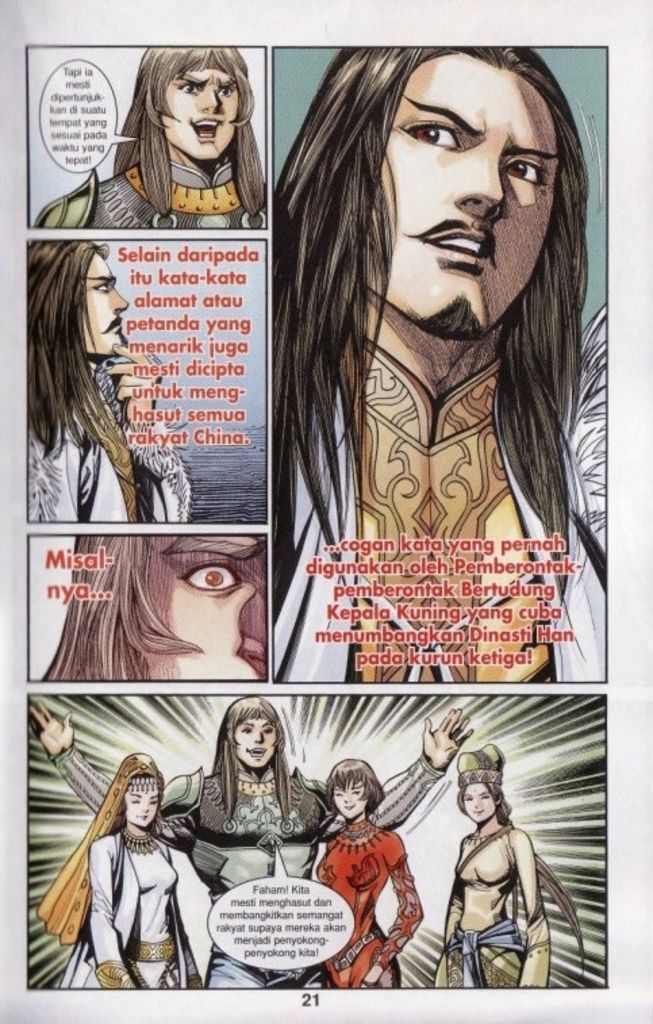 Tapi ia
mesti
dipertunjuk-
kan di suatu
tempat yang
sesuai pada
waktu yang
tepat!
Selain daripada
itu kata-kata
alamat atau
petanda yang
menarik juga
mesti dicipta
untuk meng-
hasut semua
rakyat China.
Misal-
nya...
...cogan kata yang pernah
digunakan oleh Pemberontak-
pemberontak Bertudung
Kepala Kuning yang cuba
menumbangkan Dinasti Han
pada kurun ketiga!
Faham! Kita
mesti menghasut dan
membangkitkan semangat
rakyat supaya mereka akan
menjadi penyokong-
penyokong kita!
21